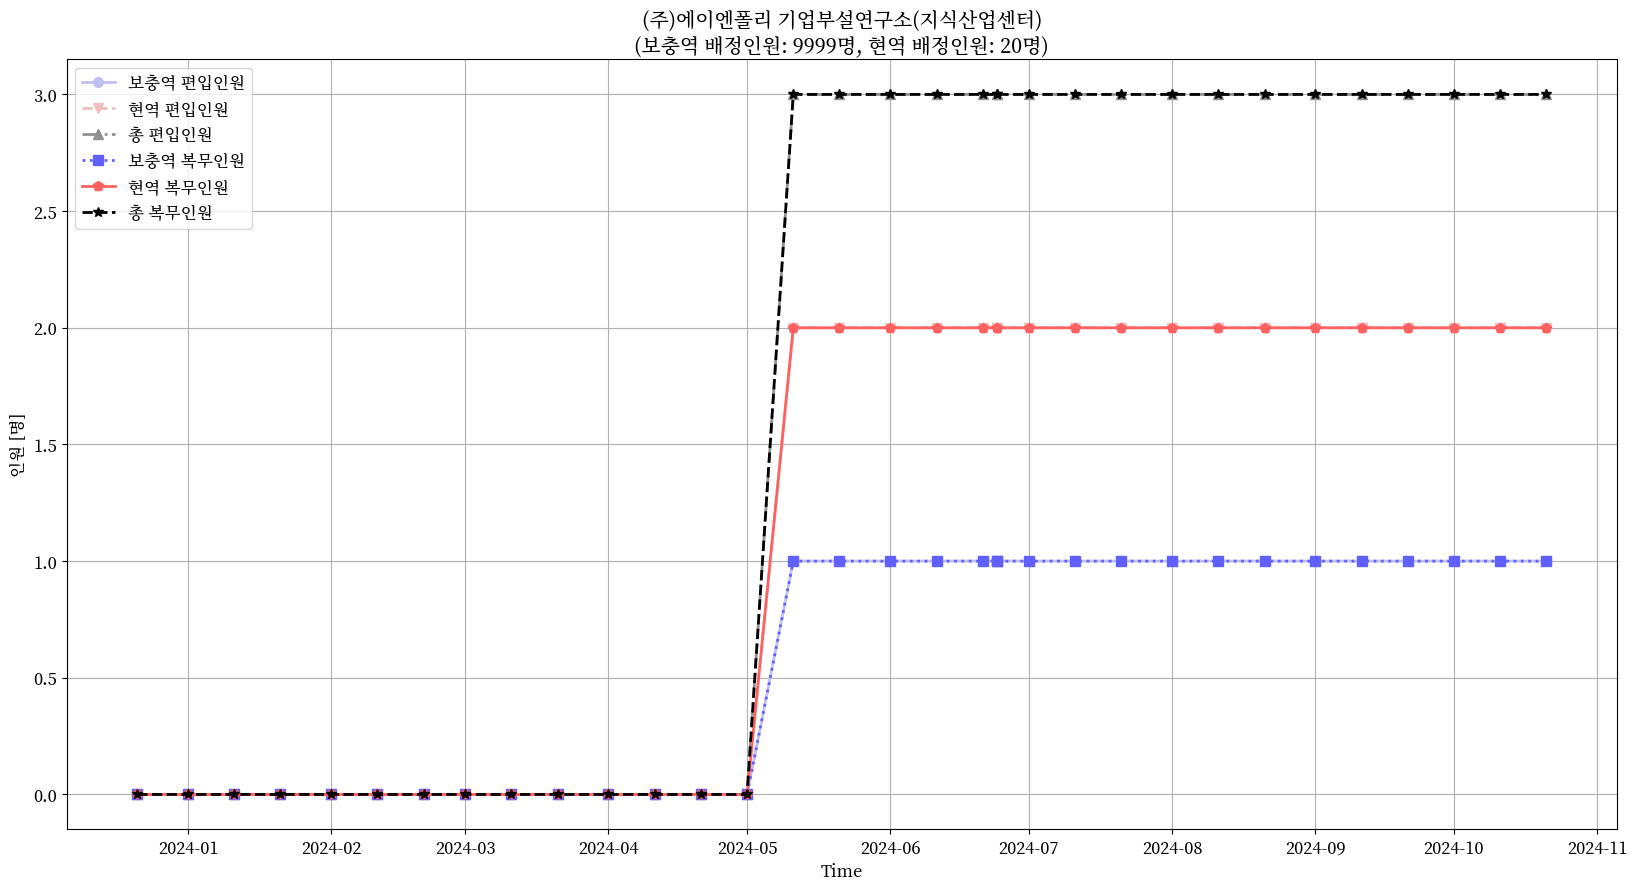 (주)에이엔폴리 기업부설연구소(지식산업센터)
(보충역 배정인원: 9999명, 현역 배정인원: 20명)
보충역 편입인원
현역 편입인원
총 편입인원
보충역 복무인원
현역 복무인원
총 복무인원
3.0
2.5
2.0
1.5
1.0
0.5
0.0
인원 [명]
2024-01
2024-02
2024-03
2024-04
2024-05
2024-06
2024-07
2024-08
2024-09
2024-10
2024-11
Time